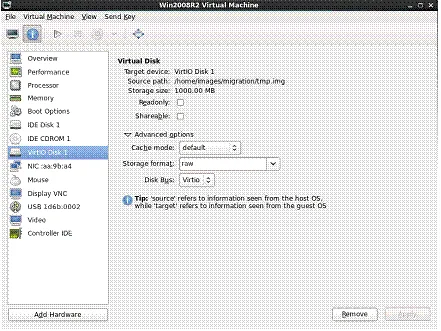 Win2008R2 Virtual Machine
File Virtual Machine View Send Key
Overview
Performance
Processor
Memory
Boot Options
IDE Disk 1
IDE CDROM 1
VirtIO Disk 1
NIC :aa:9b:a4
Mouse
Display VNC
USB 1d6b:0002
Video
Controller IDE
Add Hardware
Virtual Disk
Target device: VirtIO Disk 1
Source path: /home/images/migration/tmp.img
Storage size: 1000.00 MB
Readonly:
Shareable:
Advanced options
Cache mode: default
Storage format: raw
Disk Bus: Virtio
Tip: 'source' refers to information seen from the host OS,
while 'target' refers to information seen from the guest OS
Remove
Apply